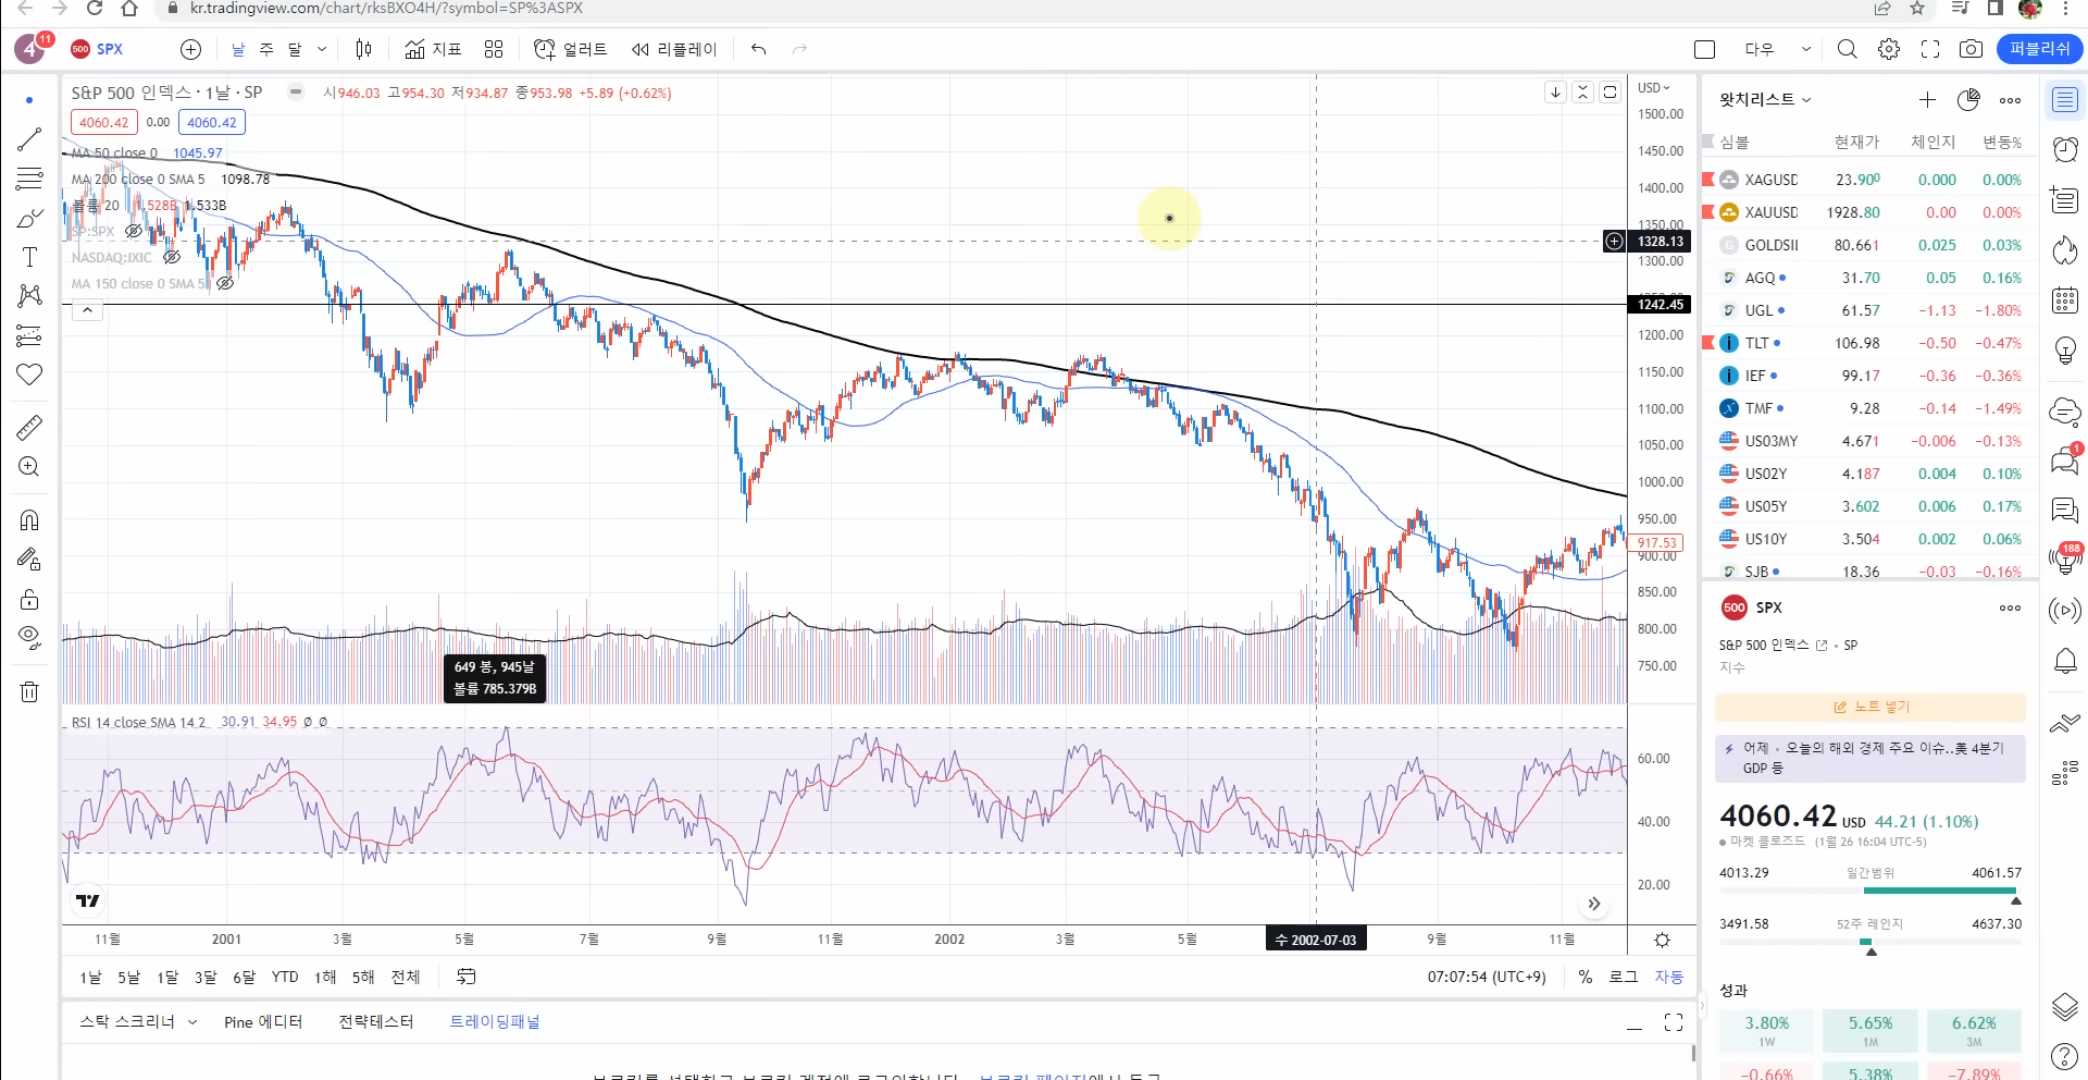 kr.tradingview.com/chart/rksBXO4H/?symbol=SP%3ASPX
4 11 500 SPX 날 주 달 지표 얼러트 리플레이 다우 퍼블리쉬
S&P 500 인덱스 · 1날 · SP 시946.03 고954.30 저934.87 종953.98 +5.89 (+0.62%)
4060.42 0.00 4060.42
MA 50 close 0 1045.97
MA 200 close 0 SMA 5 1098.78
볼륨 20 1.528B 1.533B
SP:SPX
NASDAQ:IXIC
MA 150 close 0 SMA 5
USD
1500.00
1450.00
1400.00
1350.00
1328.13
1300.00
1242.45
1200.00
1150.00
1100.00
1050.00
1000.00
950.00
917.53
900.00
850.00
800.00
750.00
649 봉, 945날
볼륨 785.379B
RSI 14 close SMA 14 2 30.91 34.95 ø ø
60.00
40.00
20.00
11월 2001 3월 5월 7월 9월 11월 2002 3월 5월 수 2002-07-03 9월 11월
1날 5날 1달 3달 6달 YTD 1해 5해 전체 07:07:54 (UTC+9) % 로그 자동
스탁 스크리너 Pine 에디터 전략테스터 트레이딩패널
왓치리스트
심볼 현재가 체인지 변동%
XAGUSD 23.900 0.000 0.00%
XAUUSD 1928.80 0.00 0.00%
G GOLDSII 80.661 0.025 0.03%
AGQ 31.70 0.05 0.16%
UGL 61.57 −1.13 −1.80%
TLT 106.98 −0.50 −0.47%
IEF 99.17 −0.36 −0.36%
TMF 9.28 −0.14 −1.49%
US03MY 4.671 −0.006 −0.13%
US02Y 4.187 0.004 0.10%
US05Y 3.602 0.006 0.17%
US10Y 3.504 0.002 0.06%
SJB 18.36 −0.03 −0.16%
500 SPX
S&P 500 인덱스 · SP
지수
노트 넣기
어제 · 오늘의 해외 경제 주요 이슈..美 4분기
GDP 등
4060.42 USD 44.21 (1.10%)
마켓 클로즈드 (1월 26 16:04 UTC-5)
4013.29 일간범위 4061.57
3491.58 52주 레인지 4637.30
성과
3.80% 5.65% 6.62%
1W 1M 3M
−0.66% 5.38% −7.89%
1
188